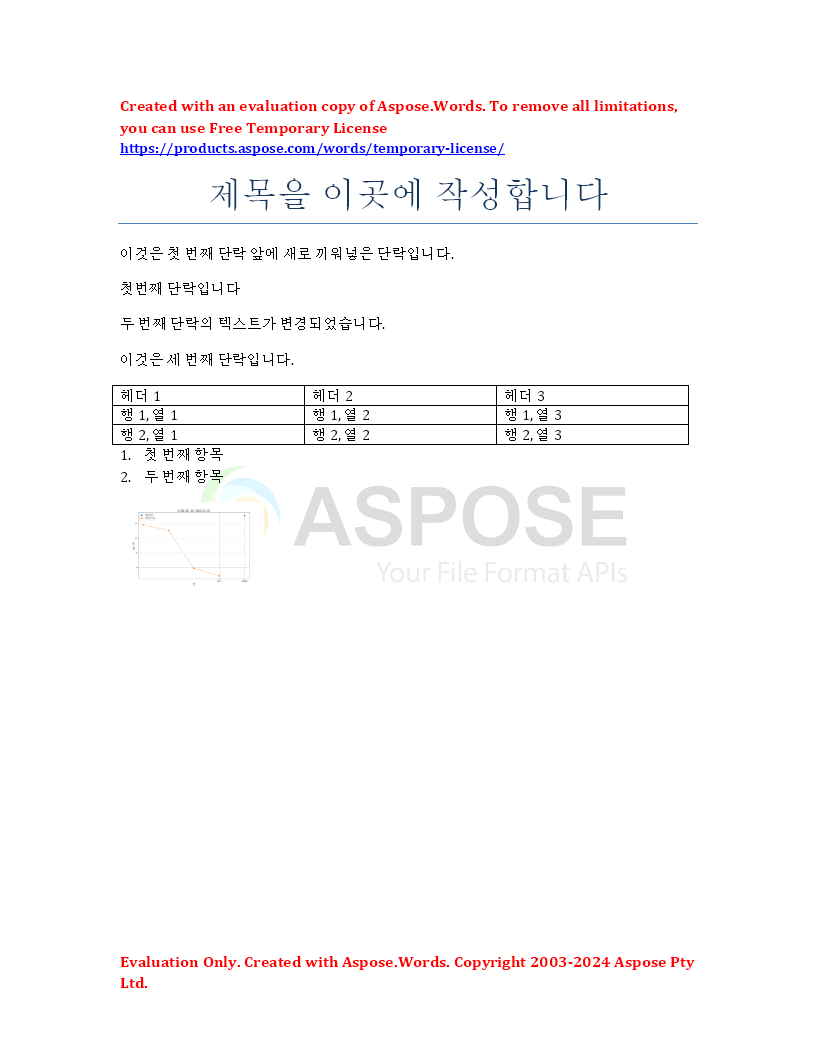 Created with an evaluation copy of Aspose.Words. To remove all limitations,
you can use Free Temporary License
https://products.aspose.com/words/temporary-license/
제목을 이곳에 작성합니다
이것은 첫 번째 단락 앞에 새로 끼워넣은 단락입니다.
첫번째 단락입니다
두 번째 단락의 텍스트가 변경되었습니다.
이것은 세 번째 단락입니다.
헤더 1 헤더 2 헤더 3
행 1, 열 1 행 1, 열 2 행 1, 열 3
행 2, 열 1 행 2, 열 2 행 2, 열 3
1. 첫 번째 항목
2. 두 번째 항목
ASPOSE
Your File Format APIs
Evaluation Only. Created with Aspose.Words. Copyright 2003-2024 Aspose Pty
Ltd.